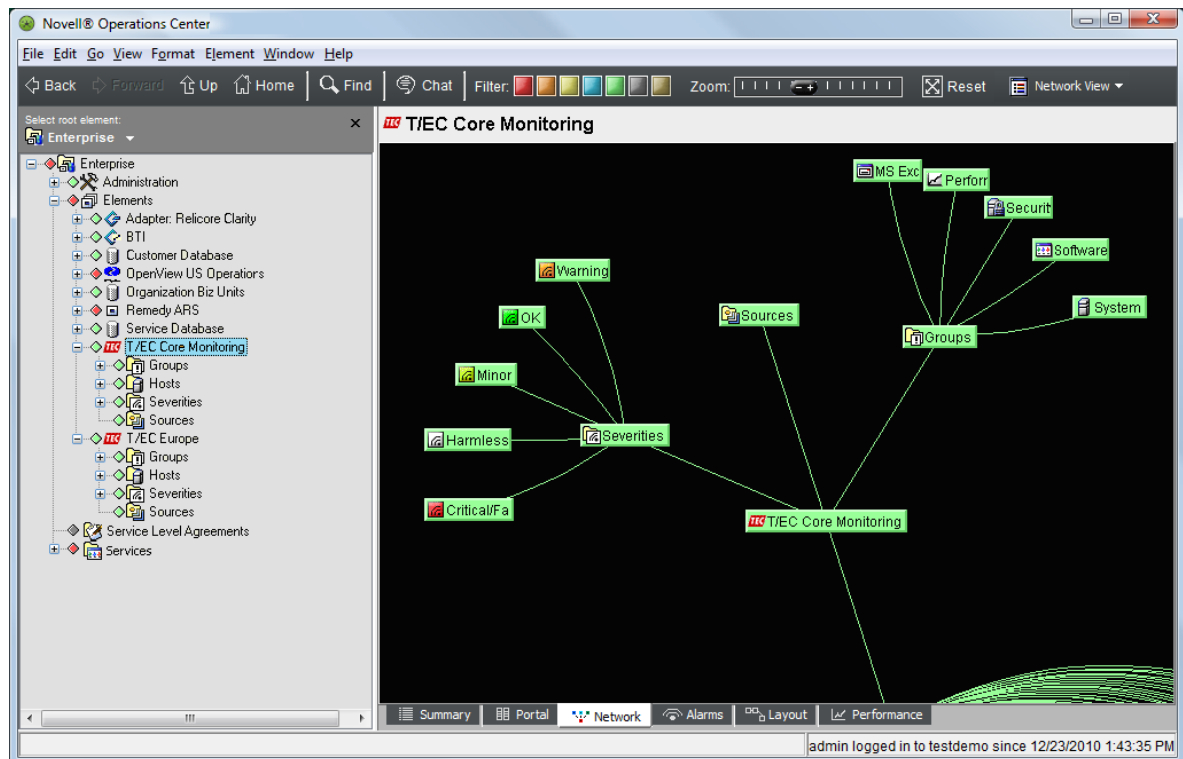 Novell® Operations Center
File Edit Go View Format Element Window Help
Back Forward Up Home Find Chat Filter: Zoom: Reset Network View
Select root element:
Enterprise
TEC T/EC Core Monitoring
Enterprise
Administration
Elements
Adapter: Relicore Clarity
BTI
Customer Database
OpenView US Operations
Organization Biz Units
Remedy ARS
Service Database
TEC T/EC Core Monitoring
Groups
Hosts
Severities
Sources
TEC T/EC Europe
Groups
Hosts
Severities
Sources
Service Level Agreements
Services
MS Exc
Perforr
Securit
Software
System
Groups
Sources
Warning
OK
Minor
Harmless
Severities
Critical/Fa
TEC T/EC Core Monitoring
Summary Portal Network Alarms Layout Performance
admin logged in to testdemo since 12/23/2010 1:43:35 PM